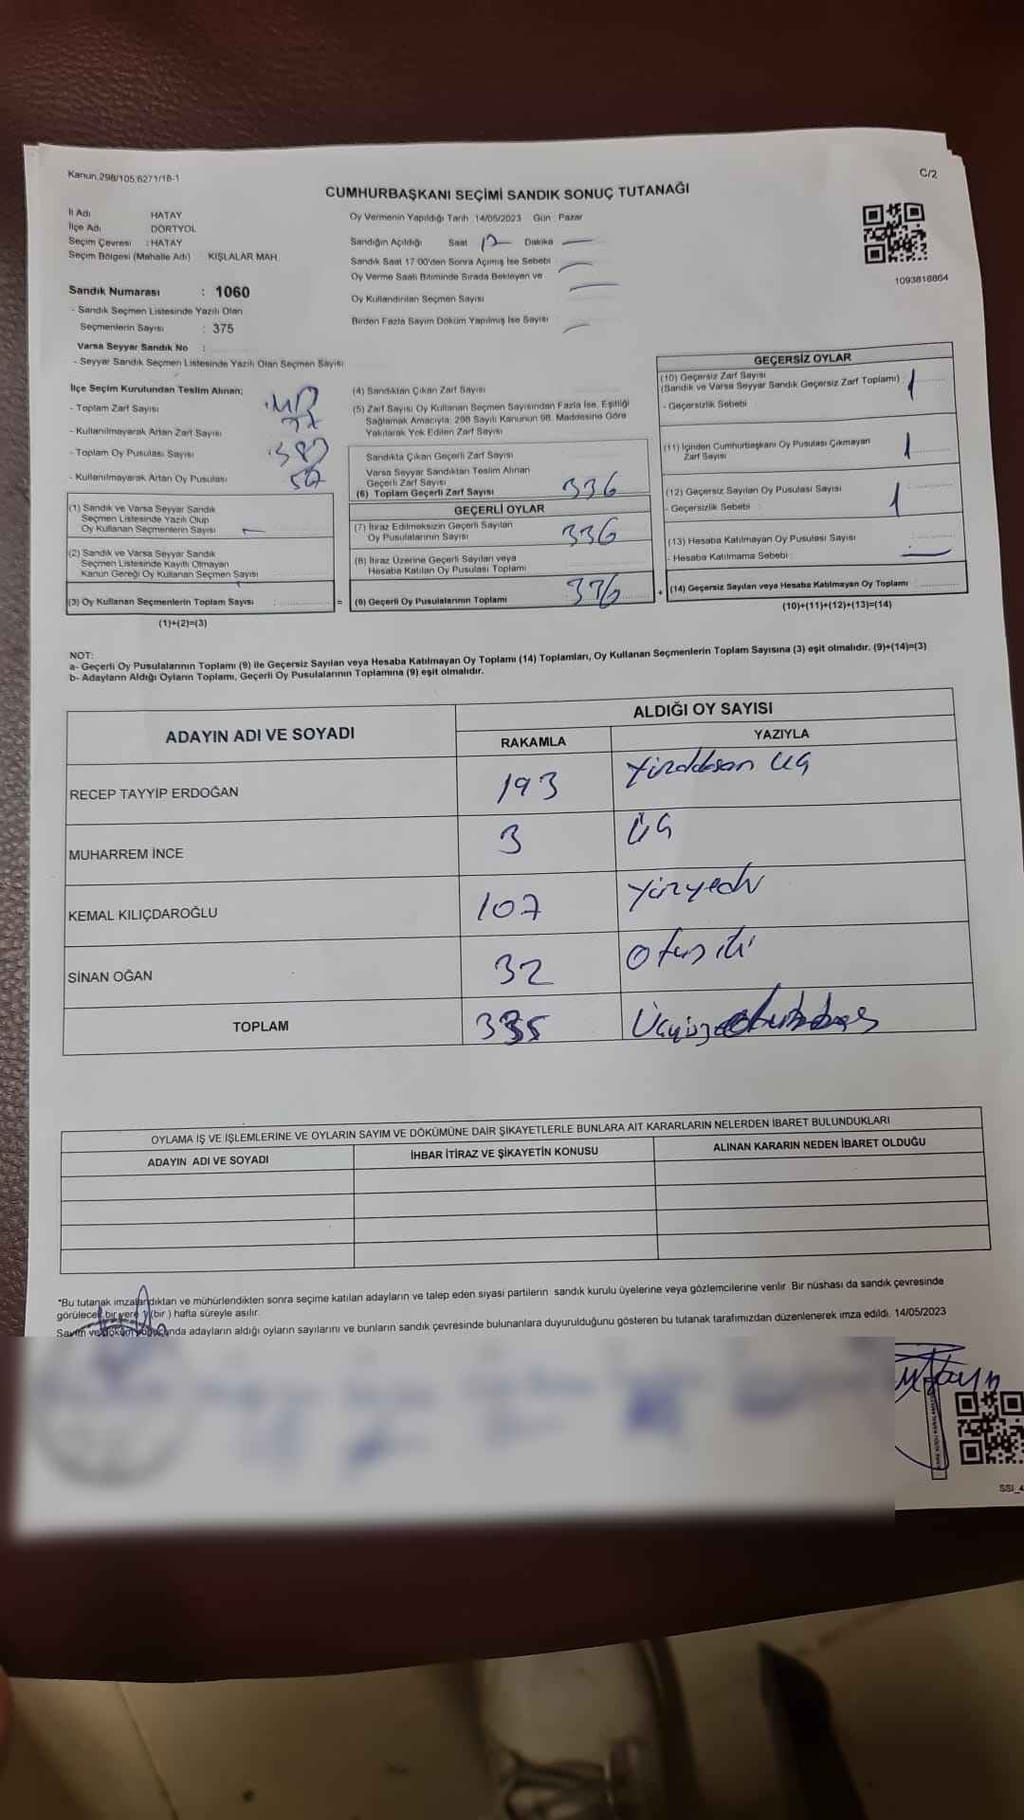 Kanun.298/105,6271/18-1
C/2
CUMHURBAŞKANI SEÇİMİ SANDIK SONUÇ TUTANAĞI
İl Adı HATAY
İlçe Adı DÖRTYOL
Seçim Çevresi : HATAY
Seçim Bölgesi (Mahalle Adı) KIŞLALAR MAH.
Oy Vermenin Yapıldığı Tarih :14/05/2023 Gün : Pazar
Sandığın Açıldığı Saat Dakika
Sandık Saat 17.00'den Sonra Açılmış İse Sebebi
Oy Verme Saati Bitiminde Sırada Bekleyen ve
Oy Kullandırılan Seçmen Sayısı
Birden Fazla Sayım Döküm Yapılmış İse Sayısı
1093818864
Sandık Numarası : 1060
- Sandık Seçmen Listesinde Yazılı Olan
Seçmenlerin Sayısı : 375
Varsa Seyyar Sandık No :
- Seyyar Sandık Seçmen Listesinde Yazılı Olan Seçmen Sayısı:
İlçe Seçim Kurulundan Teslim Alınan:
- Toplam Zarf Sayısı
- Kullanılmayarak Artan Zarf Sayısı
- Toplam Oy Pusulası Sayısı
- Kullanılmayarak Artan Oy Pusulası
(1) Sandık ve Varsa Seyyar Sandık
Seçmen Listesinde Yazılı Olup
Oy Kullanan Seçmenlerin Sayısı
(2) Sandık ve Varsa Seyyar Sandık
Seçmen Listesinde Kayıtlı Olmayan
Kanun Gereği Oy Kullanan Seçmen Sayısı
(3) Oy Kullanan Seçmenlerin Toplam Sayısı :
(1)+(2)=(3)
=
(4) Sandıktan Çıkan Zarf Sayısı
(5) Zarf Sayısı Oy Kullanan Seçmen Sayısından Fazla İse, Eşitliği
Sağlamak Amacıyla; 298 Sayılı Kanunun 98. Maddesine Göre
Yakılarak Yok Edilen Zarf Sayısı
Sandıkta Çıkan Geçerli Zarf Sayısı
Varsa Seyyar Sandıktan Teslim Alınan
Geçerli Zarf Sayısı
(6) Toplam Geçerli Zarf Sayısı 336
GEÇERLİ OYLAR
(7) İtiraz Edilmeksizin Geçerli Sayılan
Oy Pusulalarının Sayısı 336
(8) İtiraz Üzerine Geçerli Sayılan veya
Hesaba Katılan Oy Pusulası Toplamı
(9) Geçerli Oy Pusulalarının Toplamı 336
+
GEÇERSİZ OYLAR
(10) Geçersiz Zarf Sayısı
(Sandık ve Varsa Seyyar Sandık Geçersiz Zarf Toplamı) 1
- Geçersizlik Sebebi
(11) İçinden Cumhurbaşkanı Oy Pusulası Çıkmayan
Zarf Sayısı 1
(12) Geçersiz Sayılan Oy Pusulası Sayısı 1
- Geçersizlik Sebebi
(13) Hesaba Katılmayan Oy Pusulası Sayısı
- Hesaba Katılmama Sebebi :
(14) Geçersiz Sayılan veya Hesaba Katılmayan Oy Toplamı
(10)+(11)+(12)+(13)=(14)
NOT:
a- Geçerli Oy Pusulalarının Toplamı (9) ile Geçersiz Sayılan veya Hesaba Katılmayan Oy Toplamı (14) Toplamları, Oy Kullanan Seçmenlerin Toplam Sayısına (3) eşit olmalıdır. (9)+(14)=(3)
b- Adayların Aldığı Oyların Toplamı, Geçerli Oy Pusulalarının Toplamına (9) eşit olmalıdır.
ADAYIN ADI VE SOYADI
ALDIĞI OY SAYISI
RAKAMLA YAZIYLA
RECEP TAYYİP ERDOĞAN 193 Yüzdoksan üç
MUHARREM İNCE 3 üç
KEMAL KILIÇDAROĞLU 107 Yüzyedi
SİNAN OĞAN 32 Otuz iki
TOPLAM 335
OYLAMA İŞ VE İŞLEMLERİNE VE OYLARIN SAYIM VE DÖKÜMÜNE DAİR ŞİKAYETLERLE BUNLARA AİT KARARLARIN NELERDEN İBARET BULUNDUKLARI
ADAYIN ADI VE SOYADI İHBAR İTİRAZ VE ŞİKAYETİN KONUSU ALINAN KARARIN NEDEN İBARET OLDUĞU
*Bu tutanak imzalandıktan ve mühürlendikten sonra seçime katılan adayların ve talep eden siyasi partilerin sandık kurulu üyelerine veya gözlemcilerine verilir. Bir nüshası da sandık çevresinde
görülecek bir yere 1 (bir) hafta süreyle asılır.
Sayım ve döküm sonucunda adayların aldığı oyların sayılarını ve bunların sandık çevresinde bulunanlara duyurulduğunu gösteren bu tutanak tarafımızdan düzenlenerek imza edildi. 14/05/2023